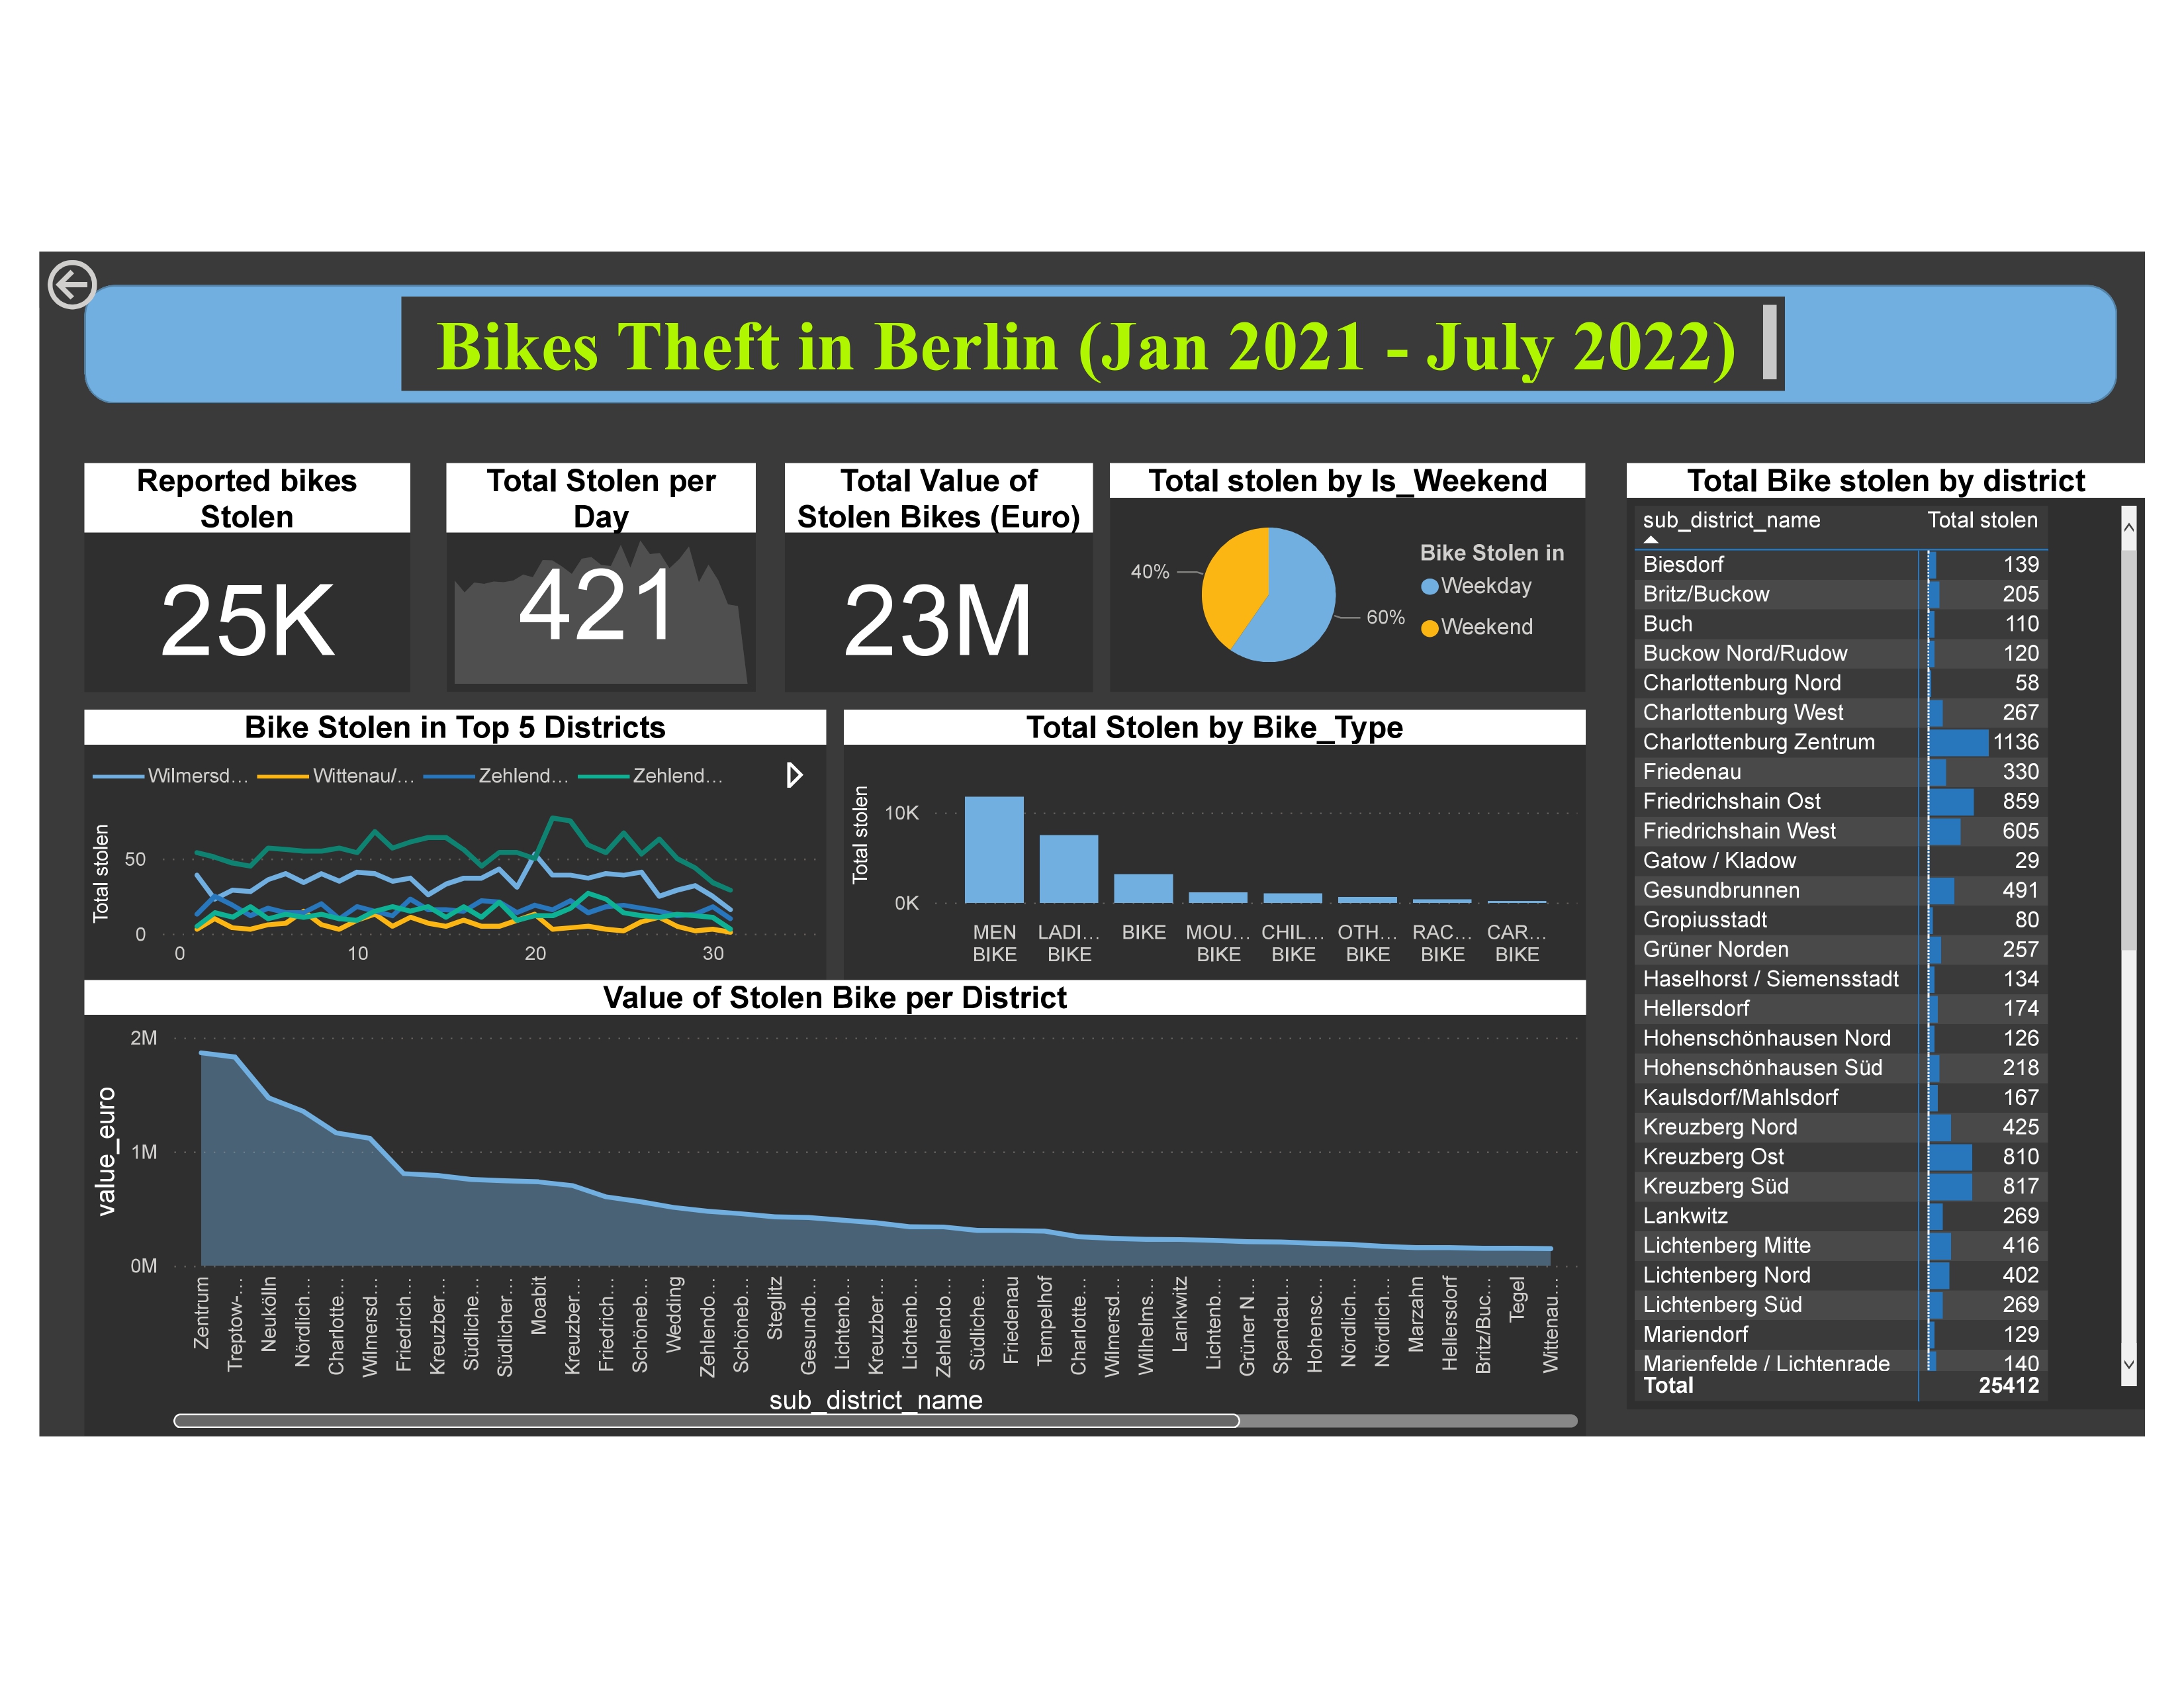 Bikes Theft in Berlin (Jan 2021 - July 2022)
Reported bikes
Stolen
25K
Total Stolen per
Day
421
Total Value of
Stolen Bikes (Euro)
23M
Total stolen by Is_Weekend
40%
60%
Bike Stolen in
Weekday
Weekend
Bike Stolen in Top 5 Districts
Wilmersd... Wittenau/... Zehlend... Zehlend...
Total stolen
50
0
0 10 20 30
Total Stolen by Bike_Type
Total stolen
10K
0K
MEN BIKE
LADI... BIKE
BIKE
MOU... BIKE
CHIL... BIKE
OTH... BIKE
RAC... BIKE
CAR... BIKE
Value of Stolen Bike per District
value_euro
2M
1M
0M
Zentrum
Treptow-...
Neukölln
Nördlich...
Charlotte...
Wilmersd...
Friedrich...
Kreuzber...
Südliche...
Südlicher...
Moabit
Kreuzber...
Friedrich...
Schöneb...
Wedding
Zehlendo...
Schöneb...
Steglitz
Gesundb...
Lichtenb...
Kreuzber...
Lichtenb...
Zehlendo...
Südliche...
Friedenau
Tempelhof
Charlotte...
Wilmersd...
Wilhelms...
Lankwitz
Lichtenb...
Grüner N...
Spandau...
Hohensc...
Nördlich...
Nördlich...
Marzahn
Hellersdorf
Britz/Buc...
Tegel
Wittenau...
sub_district_name
Total Bike stolen by district
sub_district_name Total stolen
Biesdorf 139
Britz/Buckow 205
Buch 110
Buckow Nord/Rudow 120
Charlottenburg Nord 58
Charlottenburg West 267
Charlottenburg Zentrum 1136
Friedenau 330
Friedrichshain Ost 859
Friedrichshain West 605
Gatow / Kladow 29
Gesundbrunnen 491
Gropiusstadt 80
Grüner Norden 257
Haselhorst / Siemensstadt 134
Hellersdorf 174
Hohenschönhausen Nord 126
Hohenschönhausen Süd 218
Kaulsdorf/Mahlsdorf 167
Kreuzberg Nord 425
Kreuzberg Ost 810
Kreuzberg Süd 817
Lankwitz 269
Lichtenberg Mitte 416
Lichtenberg Nord 402
Lichtenberg Süd 269
Mariendorf 129
Marienfelde / Lichtenrade 140
Total 25412